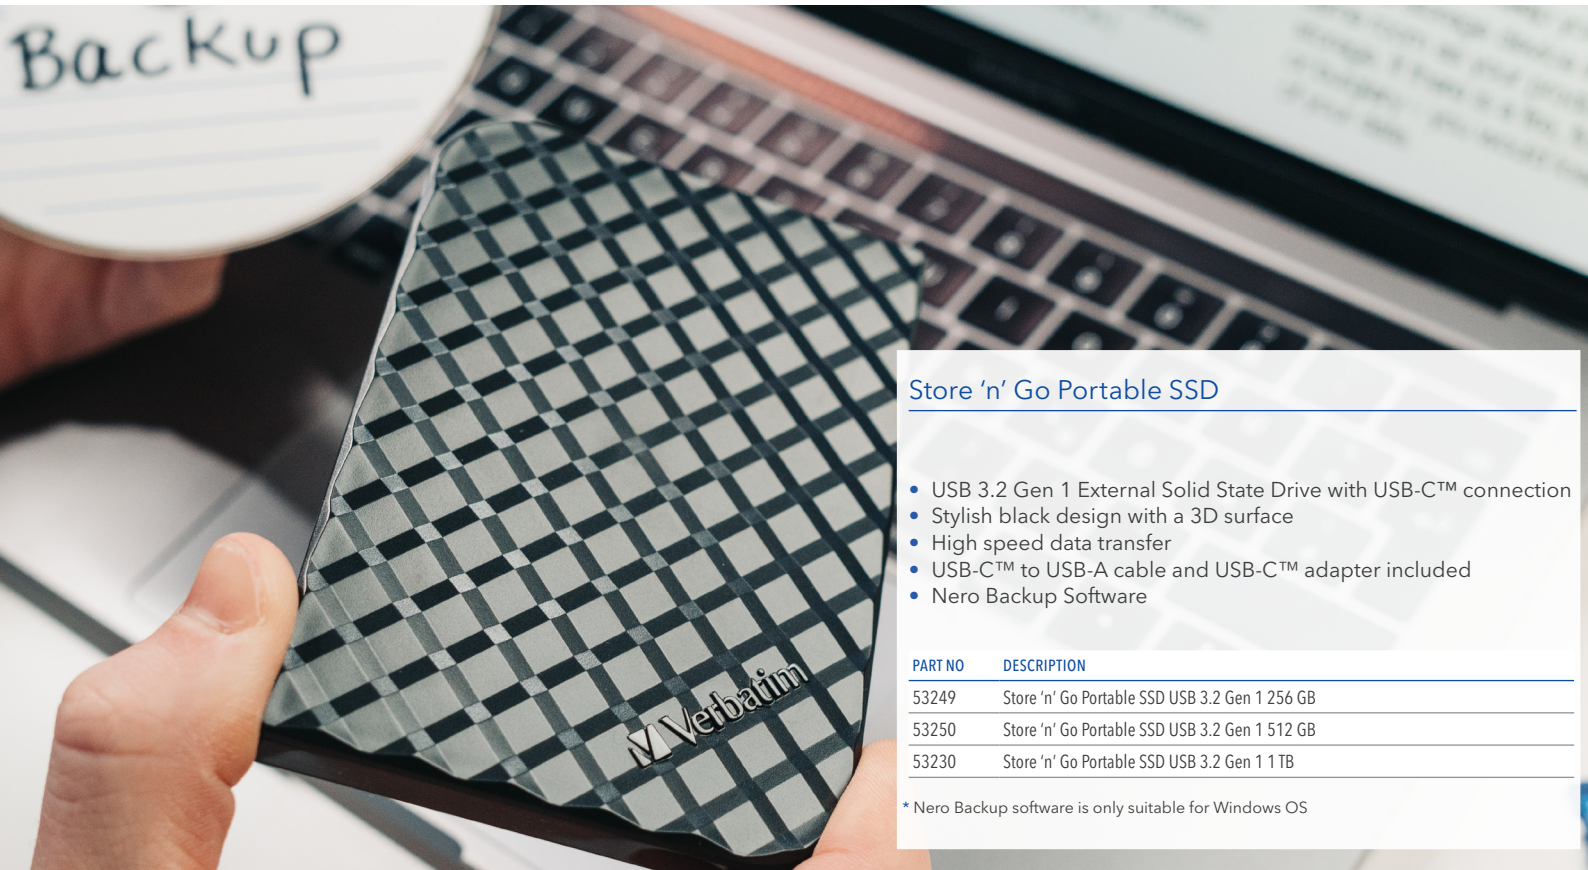 Backup
Verbatim
Store ‘n’ Go Portable SSD
• USB 3.2 Gen 1 External Solid State Drive with USB-C™ connection
• Stylish black design with a 3D surface
• High speed data transfer
• USB-C™ to USB-A cable and USB-C™ adapter included
• Nero Backup Software
PART NO DESCRIPTION
53249 Store ‘n’ Go Portable SSD USB 3.2 Gen 1 256 GB
53250 Store ‘n’ Go Portable SSD USB 3.2 Gen 1 512 GB
53230 Store ‘n’ Go Portable SSD USB 3.2 Gen 1 1 TB
* Nero Backup software is only suitable for Windows OS